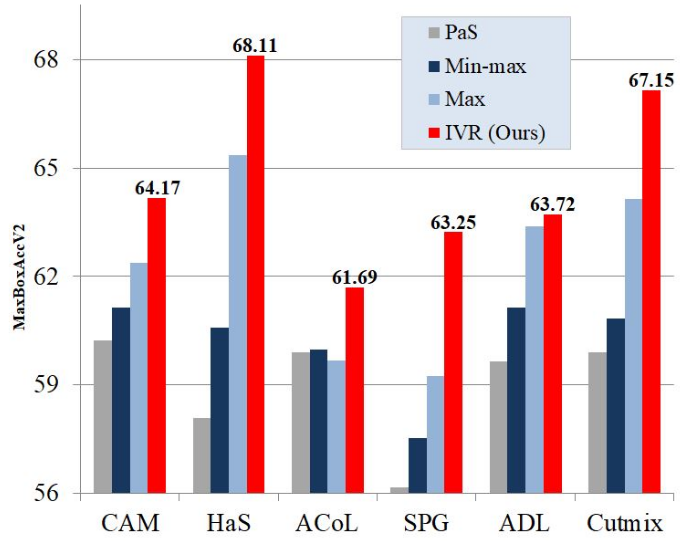 68
65
62
59
56
MaxBoxAccV2
PaS
Min-max
Max
IVR (Ours)
64.17
68.11
61.69
63.25
63.72
67.15
CAM HaS ACoL SPG ADL Cutmix